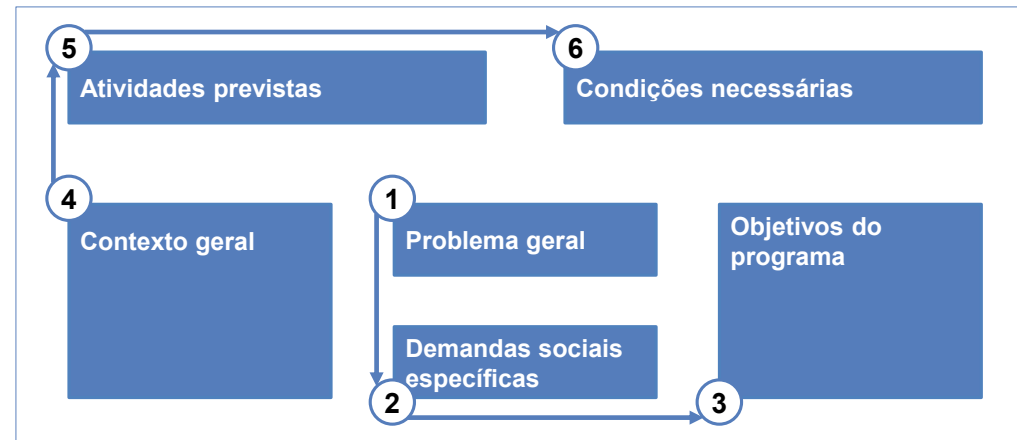 5
6
Atividades previstas
Condições necessárias
4
1
Contexto geral
Problema geral
Objetivos do
programa
Demandas sociais
específicas
2
3